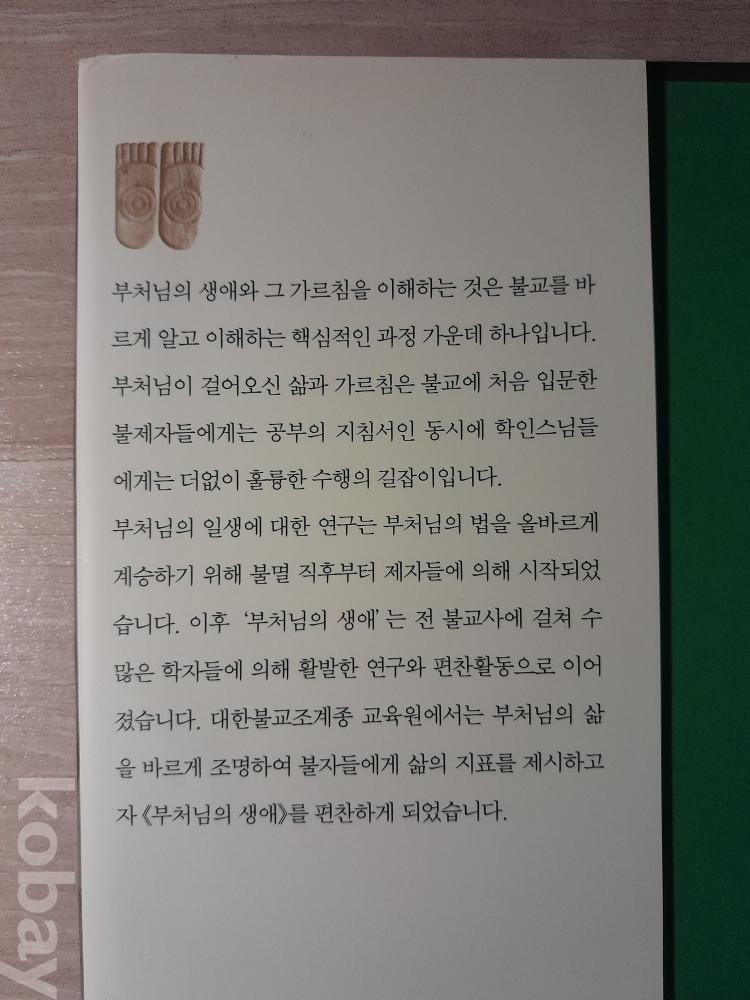 부처님의 생애와 그 가르침을 이해하는 것은 불교를 바
르게 알고 이해하는 핵심적인 과정 가운데 하나입니다.
부처님이 걸어오신 삶과 가르침은 불교에 처음 입문한
불제자들에게는 공부의 지침서인 동시에 학인스님들
에게는 더없이 훌륭한 수행의 길잡이입니다.
부처님의 일생에 대한 연구는 부처님의 법을 올바르게
계승하기 위해 불멸 직후부터 제자들에 의해 시작되었
습니다. 이후 ‘부처님의 생애’는 전 불교사에 걸쳐 수
많은 학자들에 의해 활발한 연구와 편찬활동으로 이어
졌습니다. 대한불교조계종 교육원에서는 부처님의 삶
을 바르게 조명하여 불자들에게 삶의 지표를 제시하고
자 《부처님의 생애》를 편찬하게 되었습니다.
kobay